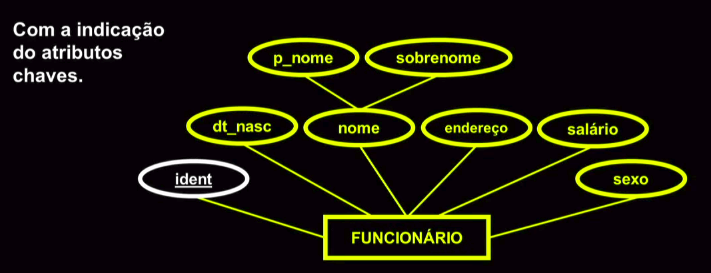 Com a indicação
do atributos
chaves.
p_nome
sobrenome
dt_nasc
nome
endereço
salário
ident
sexo
FUNCIONÁRIO